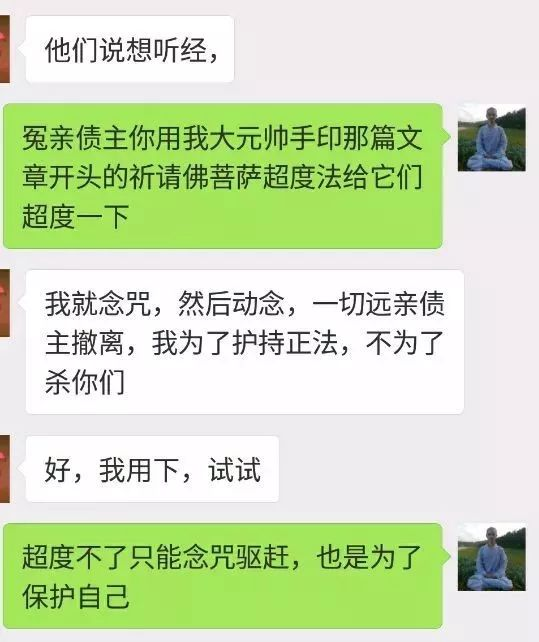 他们说想听经，
冤亲债主你用我大元帅手印那篇文
章开头的祈请佛菩萨超度法给它们
超度一下
我就念咒，然后动念，一切远亲债
主撤离，我为了护持正法，不为了
杀你们
好，我用下，试试
超度不了只能念咒驱赶，也是为了
保护自己